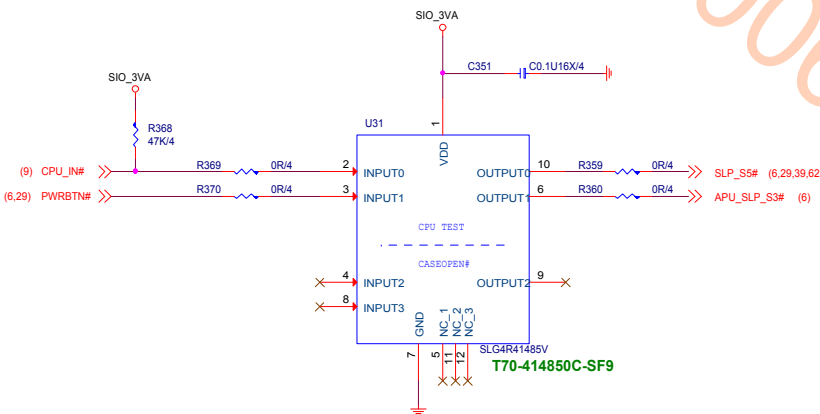 SIO_3VA
C351 C0.1U16X/4
SIO_3VA
R368
47K/4
U31
1
VDD
(9) CPU_IN# R369 0R/4 2 INPUT0 OUTPUT0 10 R359 0R/4 SLP_S5# (6,29,39,62
(6,29) PWRBTN# R370 0R/4 3 INPUT1 OUTPUT1 6 R360 0R/4 APU_SLP_S3# (6)
CPU TEST
CASEOPEN#
4 INPUT2 OUTPUT2 9
8 INPUT3
GND NC_1 NC_2 NC_3
7 5 11 12
SLG4R41485V
T70-414850C-SF9